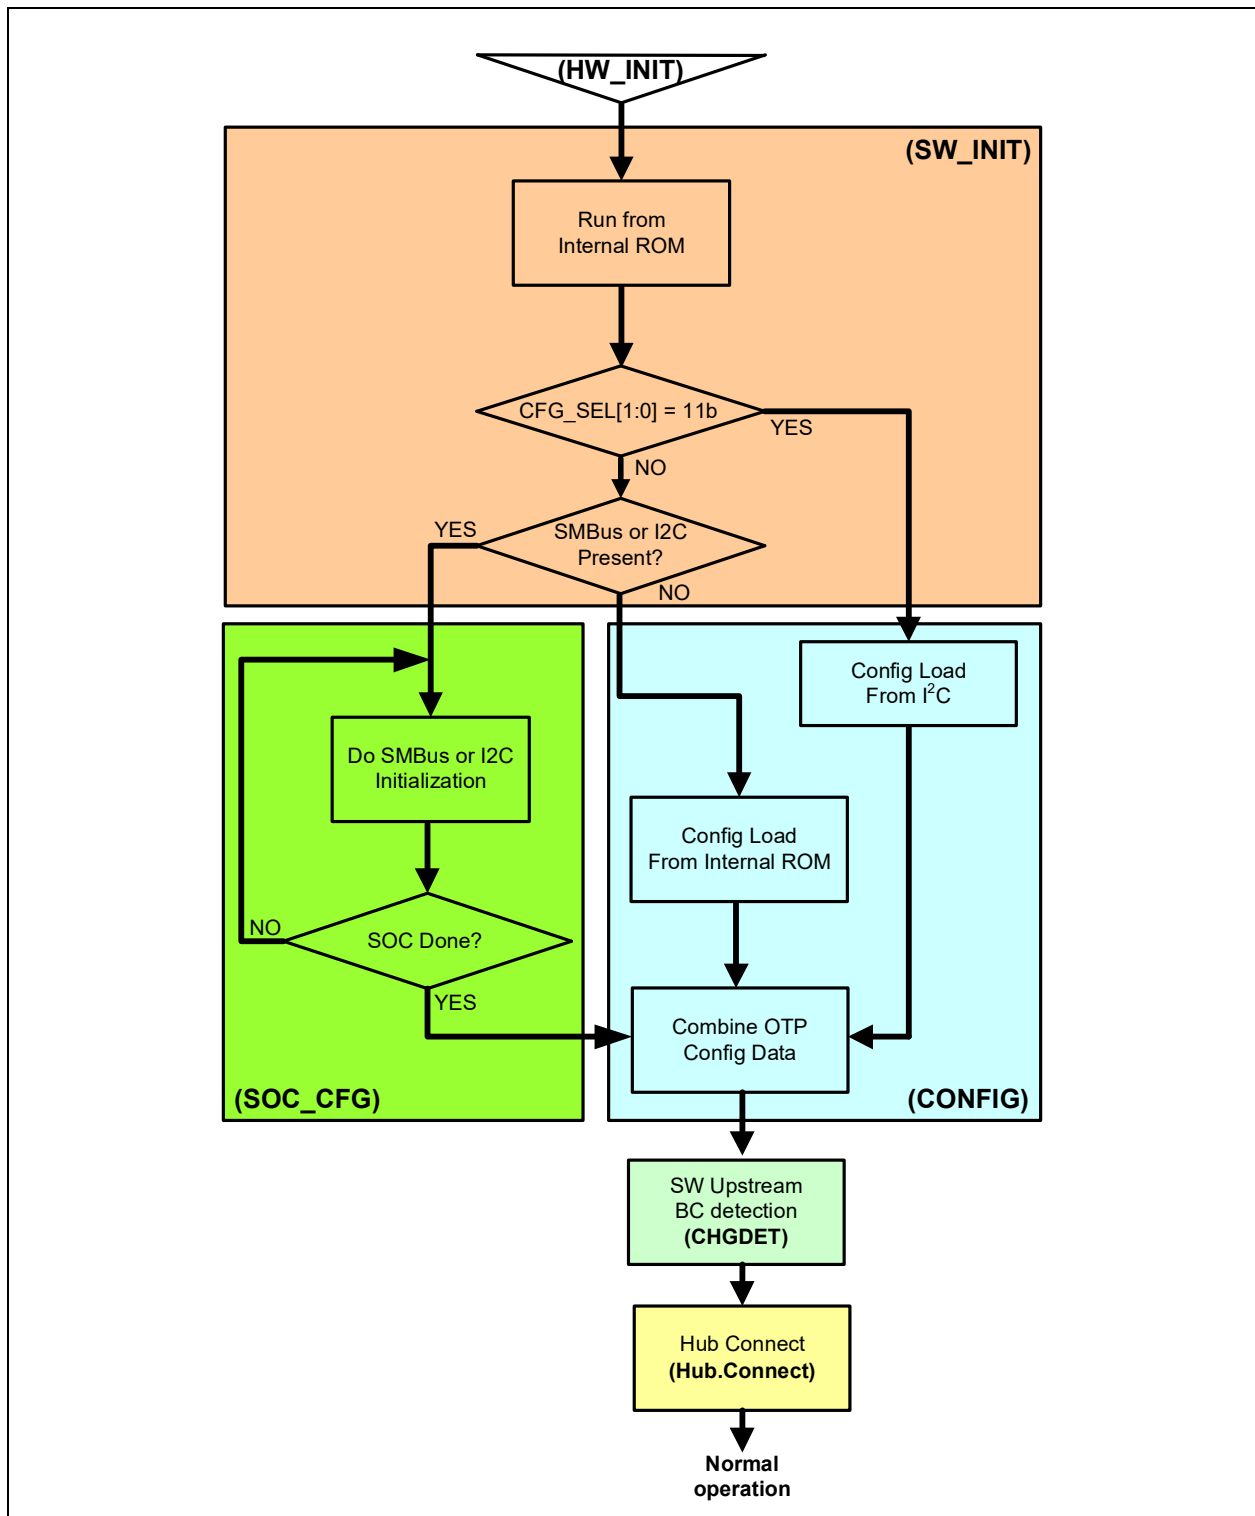 (HW_INIT)
(SW_INIT)
Run from
Internal ROM
CFG_SEL[1:0] = 11b
YES
NO
YES
SMBus or I2C
Present?
NO
Config Load
From I²C
Do SMBus or I2C
Initialization
Config Load
From Internal ROM
NO
SOC Done?
YES
Combine OTP
Config Data
(SOC_CFG)
(CONFIG)
SW Upstream
BC detection
(CHGDET)
Hub Connect
(Hub.Connect)
Normal
operation